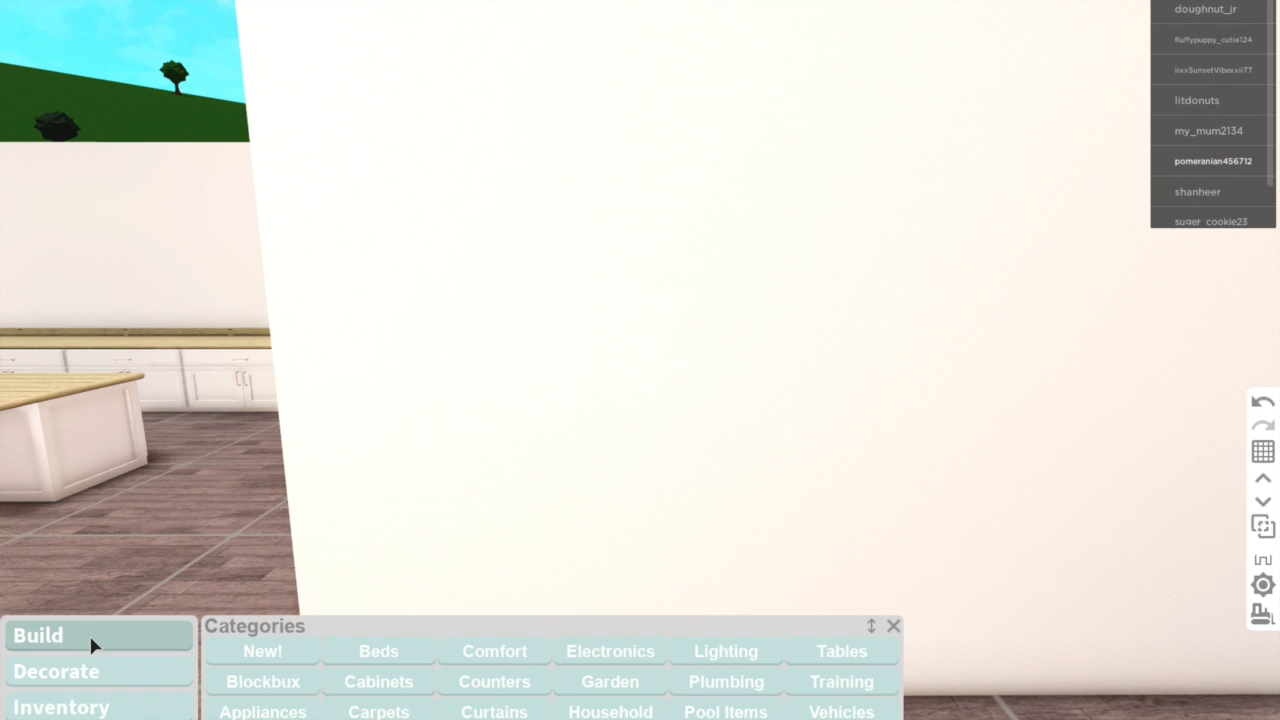 doughnut_jr
fluffypuppy_cutie124
iixxSunsetVibexxiiTT
litdonuts
my_mum2134
pomeranian456712
shanheer
suger_cookie23
Build
Decorate
Inventory
Categories
New! Beds Comfort Electronics Lighting Tables
Blockbux Cabinets Counters Garden Plumbing Training
Appliances Carpets Curtains Household Pool Items Vehicles